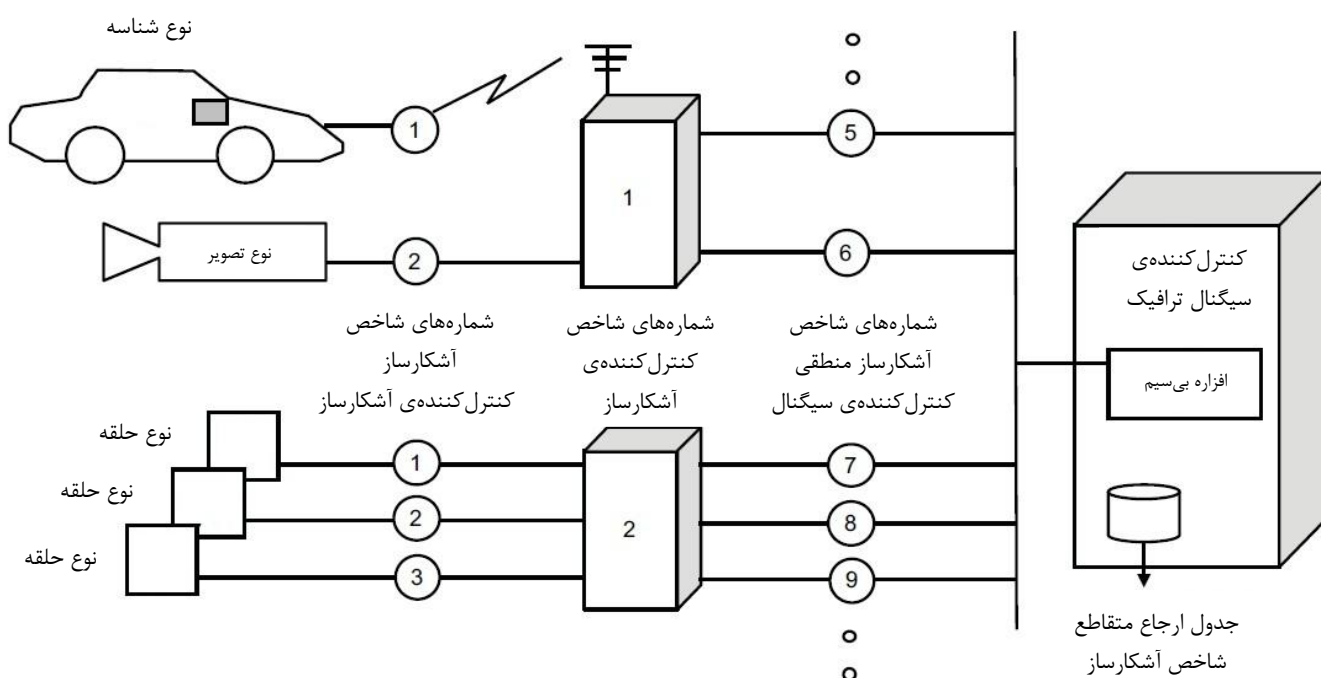 نوع شناسه
1
5
1
نوع تصویر
2
6
کنترل‌کننده‌ی
سیگنال ترافیک
افزاره بی‌سیم
شماره‌های شاخص
آشکارساز
کنترل‌کننده‌ی آشکارساز
شماره‌های شاخص
کنترل‌کننده‌ی
آشکارساز
شماره‌های شاخص
آشکارساز منطقی
کنترل‌کننده‌ی سیگنال
نوع حلقه
1
7
نوع حلقه
2
2
8
نوع حلقه
3
9
جدول ارجاع متقاطع
شاخص آشکارساز